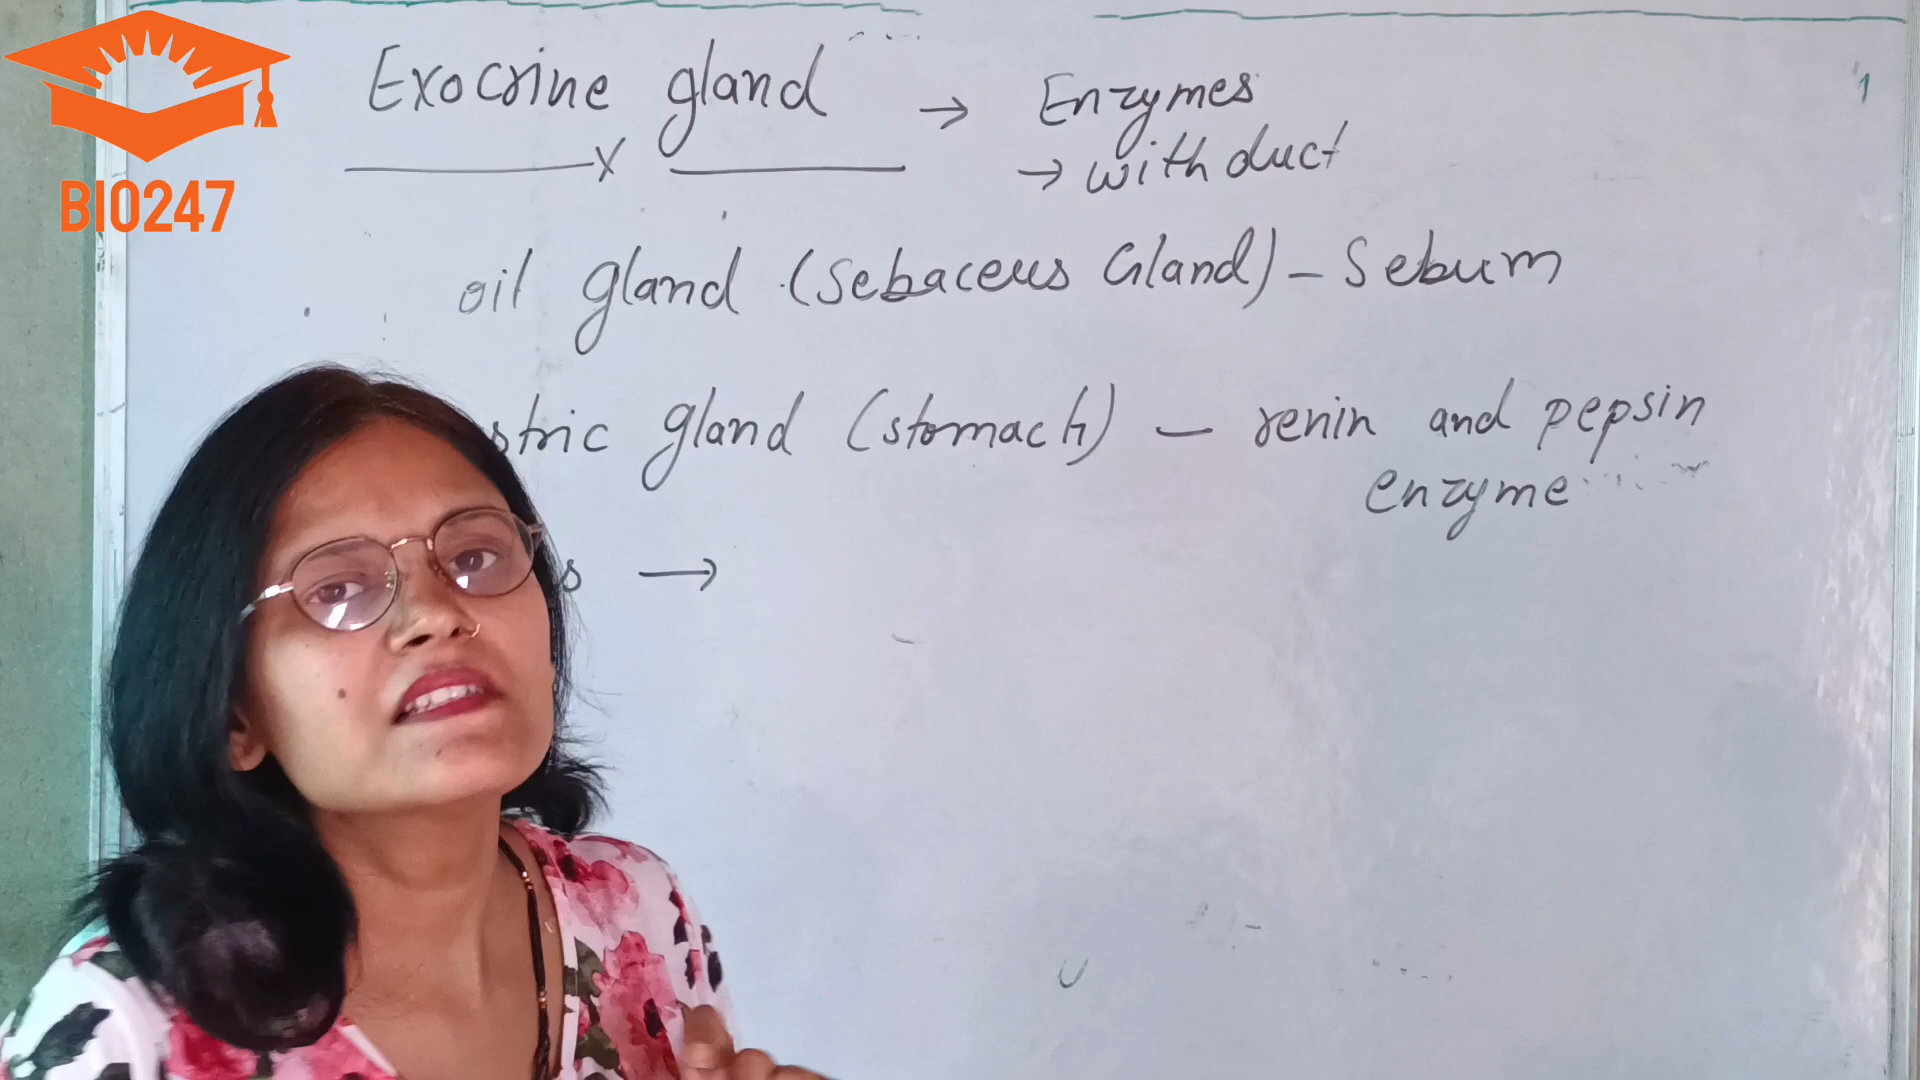 BIO247
Exocrine gland → Enzymes
→ with duct
oil gland (Sebaceus Gland) – Sebum
stric gland (stomach) – renin and pepsin
enzyme
s →
1